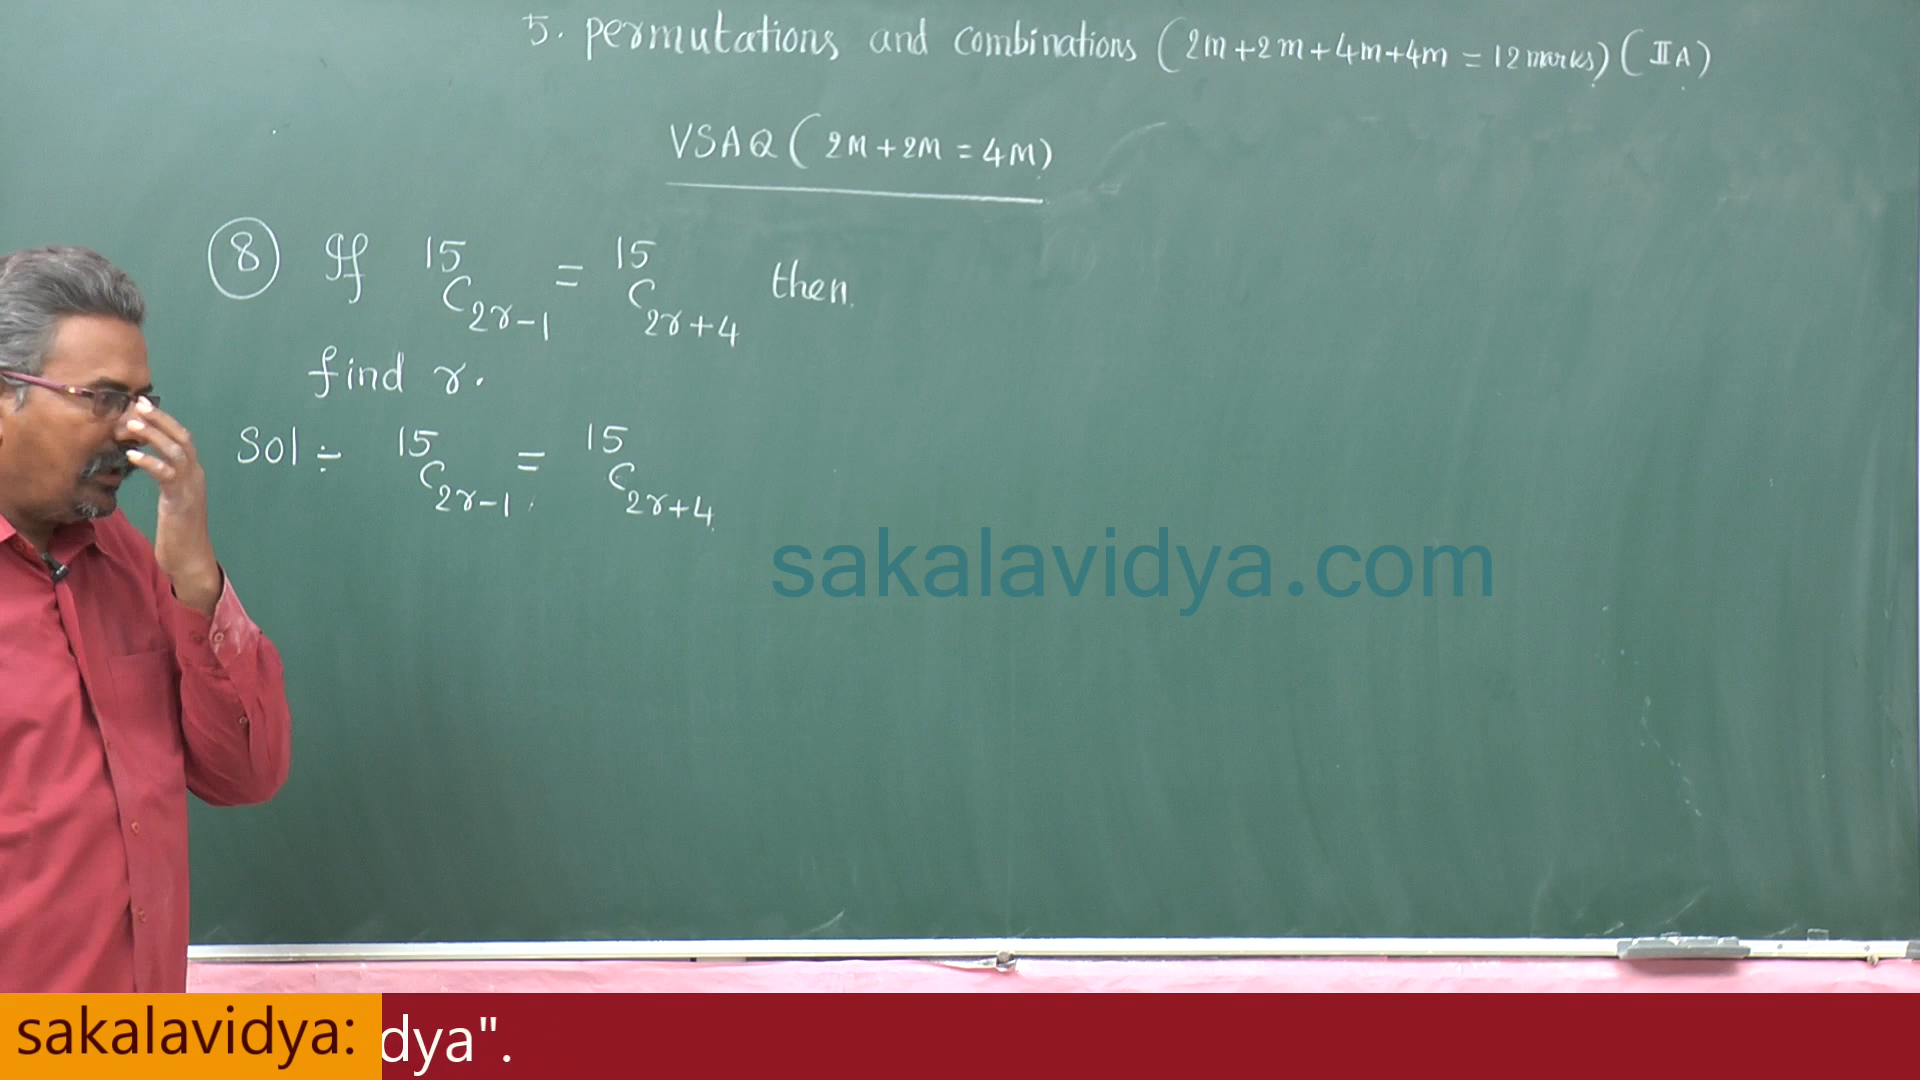 5. permutations and combinations (2m+2m+4m+4m = 12 marks) (IIA)
VSAQ (2M+2M = 4M)
8 If 15C2r-1 = 15C2r+4 then
find r.
Sol ÷ 15C2r-1 = 15C2r+4
sakalavidya.com
sakalavidya: dya".